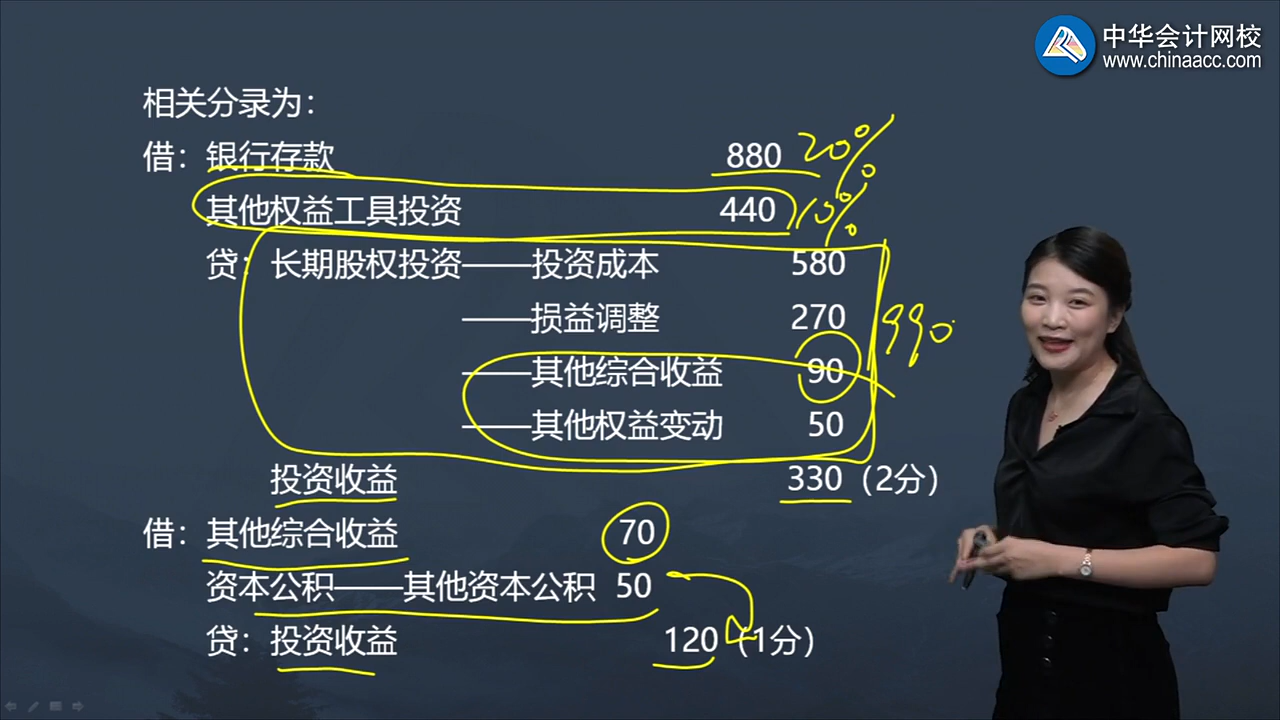 中华会计网校
www.chinaacc.com
相关分录为：
借：银行存款 880 20%
其他权益工具投资 440 10%
贷：长期股权投资——投资成本 580
——损益调整 270 990
——其他综合收益 90
——其他权益变动 50
投资收益 330（2分）
借：其他综合收益 70
资本公积——其他资本公积 50
贷：投资收益 120（1分）